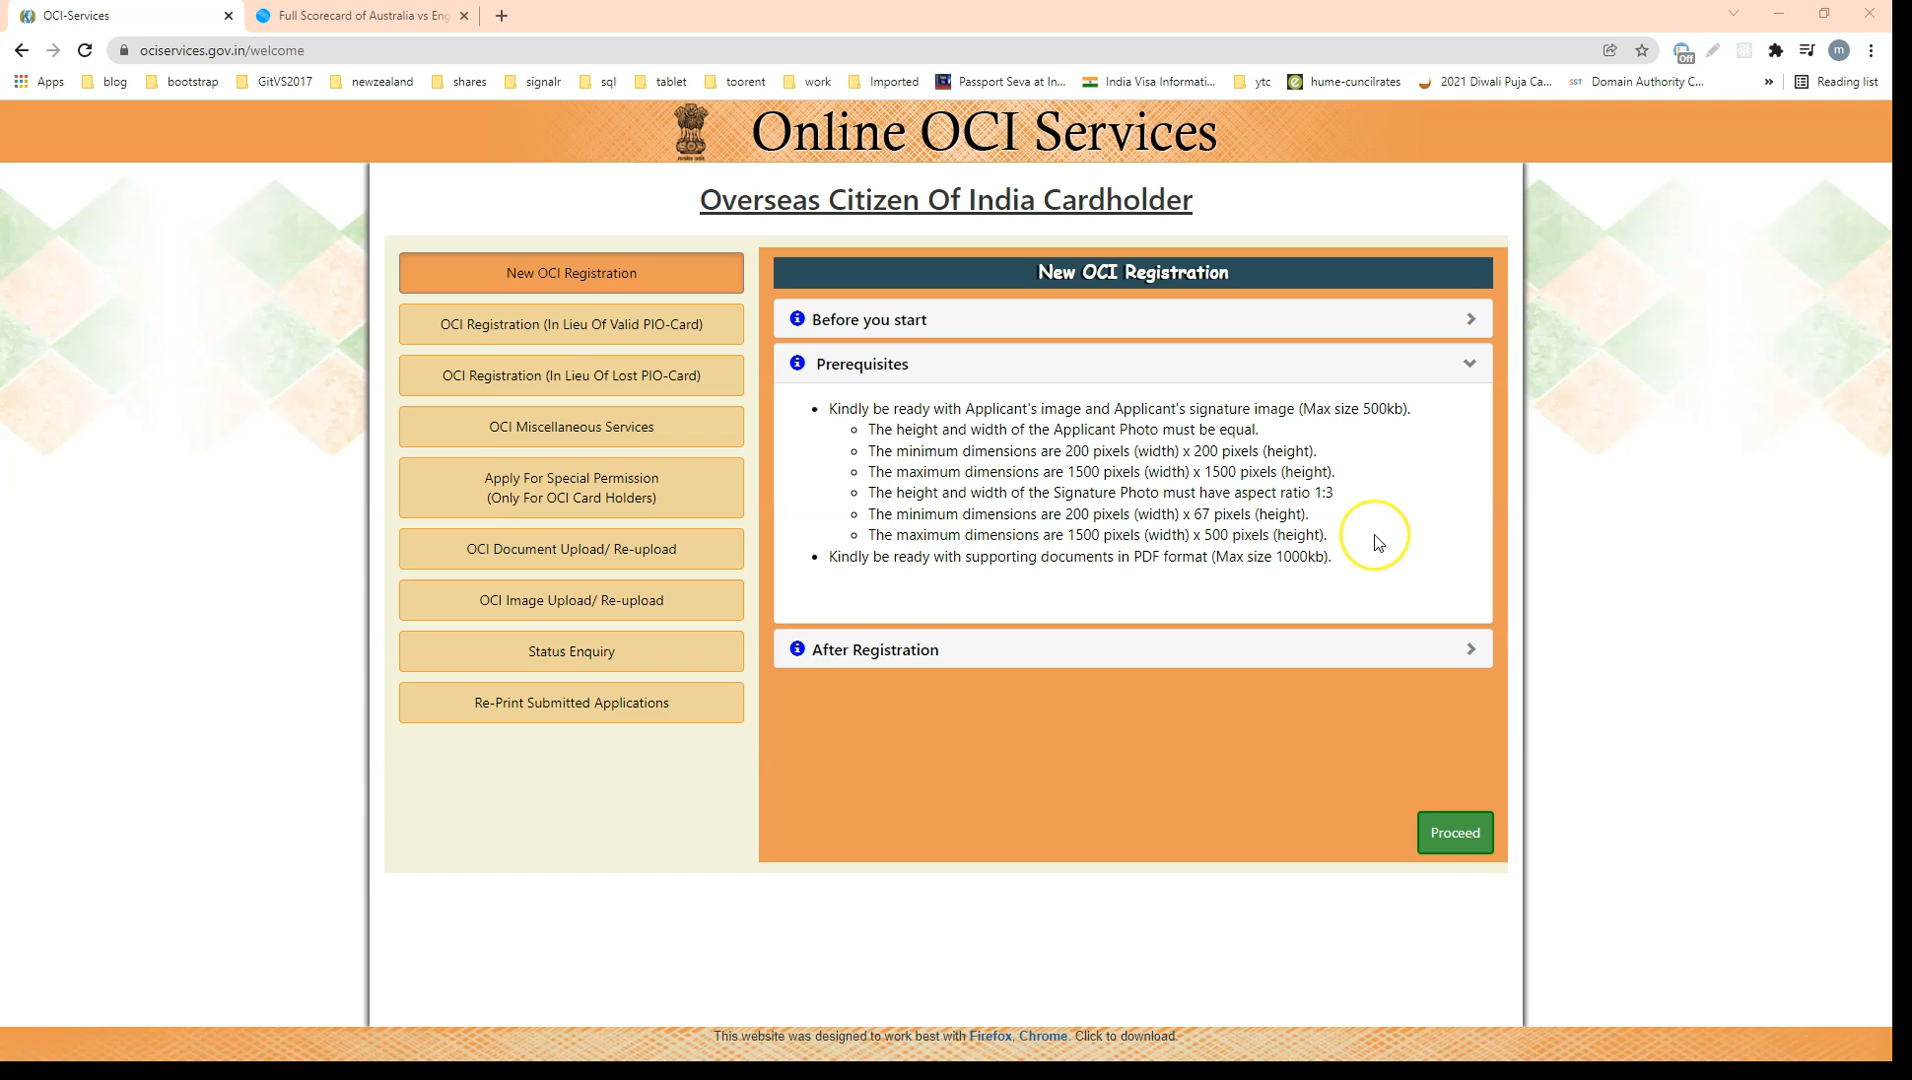 OCI-Services
Full Scorecard of Australia vs Eng
ociservices.gov.in/welcome
Off
m
Apps blog bootstrap GitVS2017 newzealand shares signalr sql tablet toorent work Imported Passport Seva at In... India Visa Informati... ytc hume-cuncilrates 2021 Diwali Puja Ca... SST Domain Authority C... » Reading list
Online OCI Services
Overseas Citizen Of India Cardholder
New OCI Registration
OCI Registration (In Lieu Of Valid PIO-Card)
OCI Registration (In Lieu Of Lost PIO-Card)
OCI Miscellaneous Services
Apply For Special Permission
(Only For OCI Card Holders)
OCI Document Upload/ Re-upload
OCI Image Upload/ Re-upload
Status Enquiry
Re-Print Submitted Applications
New OCI Registration
Before you start
Prerequisites
• Kindly be ready with Applicant's image and Applicant's signature image (Max size 500kb).
The height and width of the Applicant Photo must be equal.
The minimum dimensions are 200 pixels (width) x 200 pixels (height).
The maximum dimensions are 1500 pixels (width) x 1500 pixels (height).
The height and width of the Signature Photo must have aspect ratio 1:3
The minimum dimensions are 200 pixels (width) x 67 pixels (height).
The maximum dimensions are 1500 pixels (width) x 500 pixels (height).
• Kindly be ready with supporting documents in PDF format (Max size 1000kb).
After Registration
Proceed
This website was designed to work best with Firefox, Chrome. Click to download.